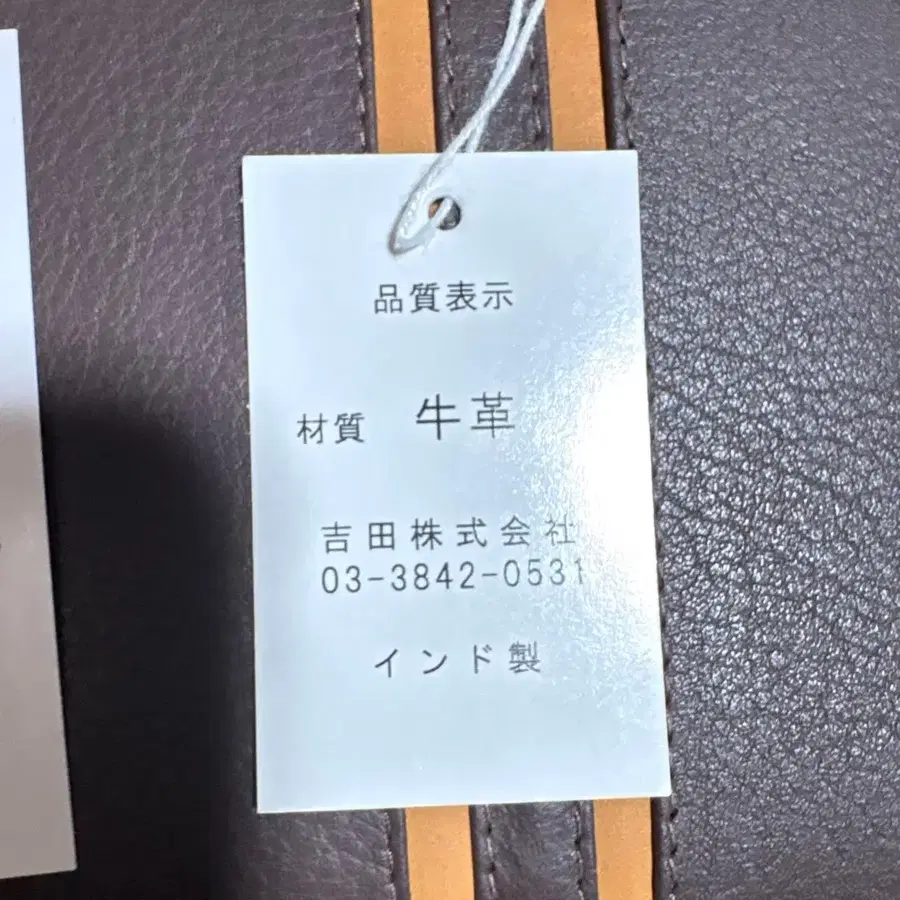 品質表示
材質 牛革
吉田株式会社
03-3842-0531
インド製